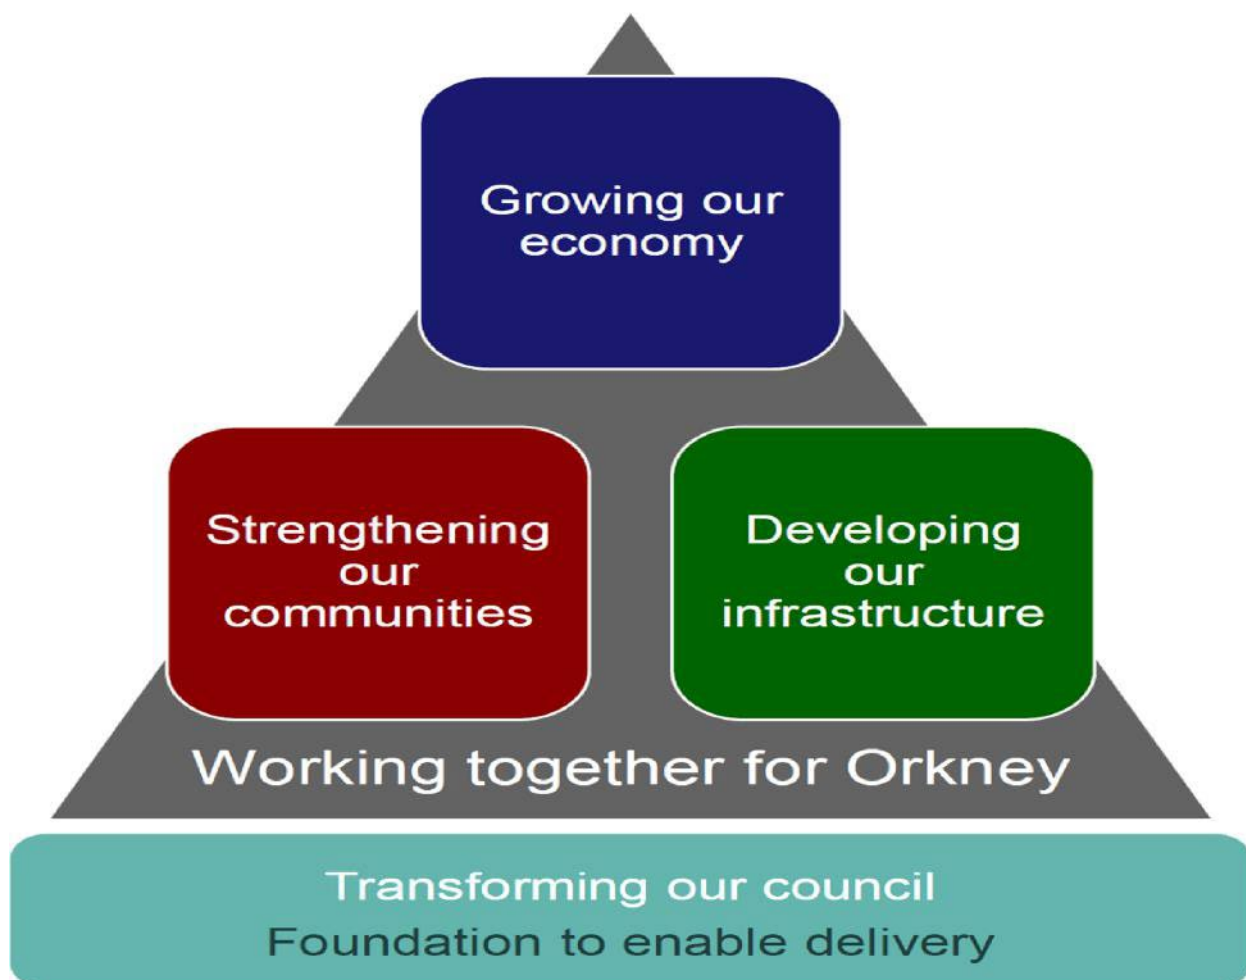 Growing our
economy
Strengthening
our
communities
Developing
our
infrastructure
Working together for Orkney
Transforming our council
Foundation to enable delivery